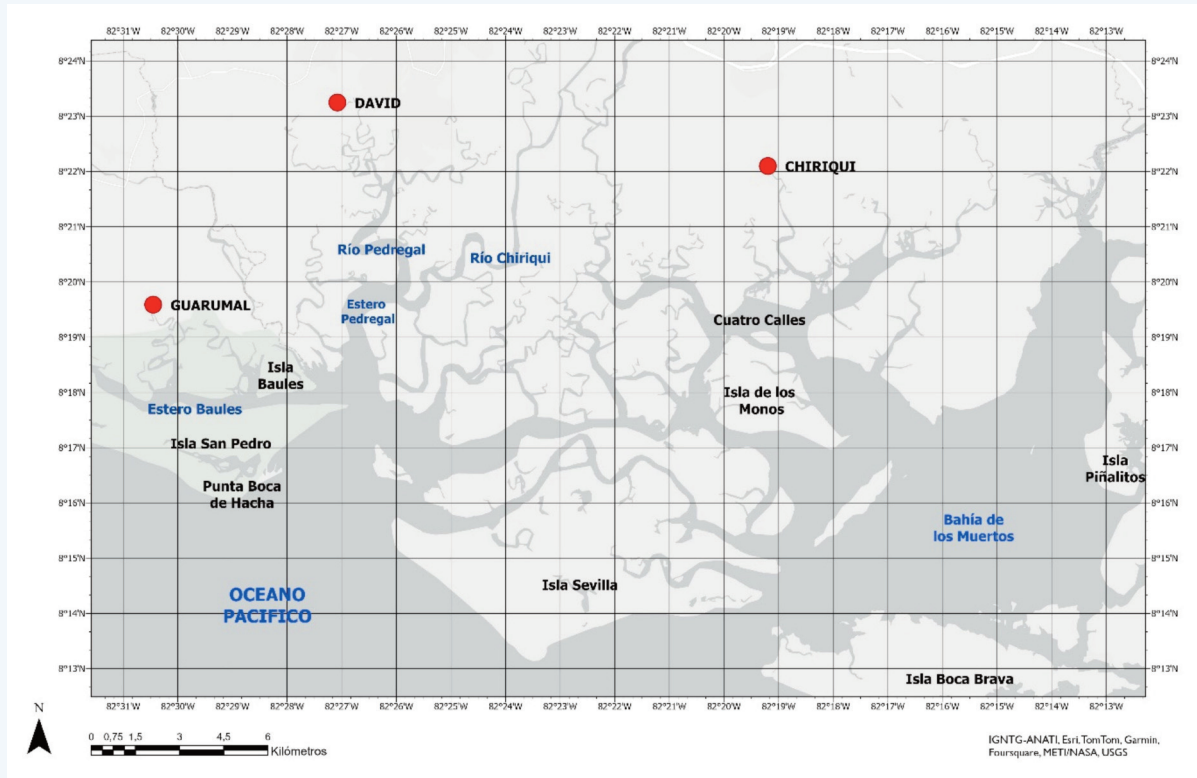 82°31'W 82°30'W 82°29'W 82°28'W 82°27'W 82°26'W 82°25'W 82°24'W 82°23'W 82°22'W 82°21'W 82°20'W 82°19'W 82°18'W 82°17'W 82°16'W 82°15'W 82°14'W 82°13'W
8°24'N 8°24'N
DAVID
8°23'N 8°23'N
CHIRIQUI
8°22'N 8°22'N
8°21'N 8°21'N
Río Pedregal
Río Chiriqui
8°20'N 8°20'N
GUARUMAL
Estero
Pedregal
Cuatro Calles
8°19'N 8°19'N
Isla
Baules
8°18'N 8°18'N
Isla de los
Monos
Estero Baules
Isla San Pedro
8°17'N 8°17'N
Isla
Piñalitos
Punta Boca
de Hacha
8°16'N 8°16'N
Bahía de
los Muertos
8°15'N 8°15'N
Isla Sevilla
OCEANO
PACIFICO
8°14'N 8°14'N
8°13'N 8°13'N
Isla Boca Brava
82°31'W 82°30'W 82°29'W 82°28'W 82°27'W 82°26'W 82°25'W 82°24'W 82°23'W 82°22'W 82°21'W 82°20'W 82°19'W 82°18'W 82°17'W 82°16'W 82°15'W 82°14'W 82°13'W
N
0 0,75 1,5 3 4,5 6
Kilómetros
IGNTG-ANATI, Esri, TomTom, Garmin,
Foursquare, METI/NASA, USGS